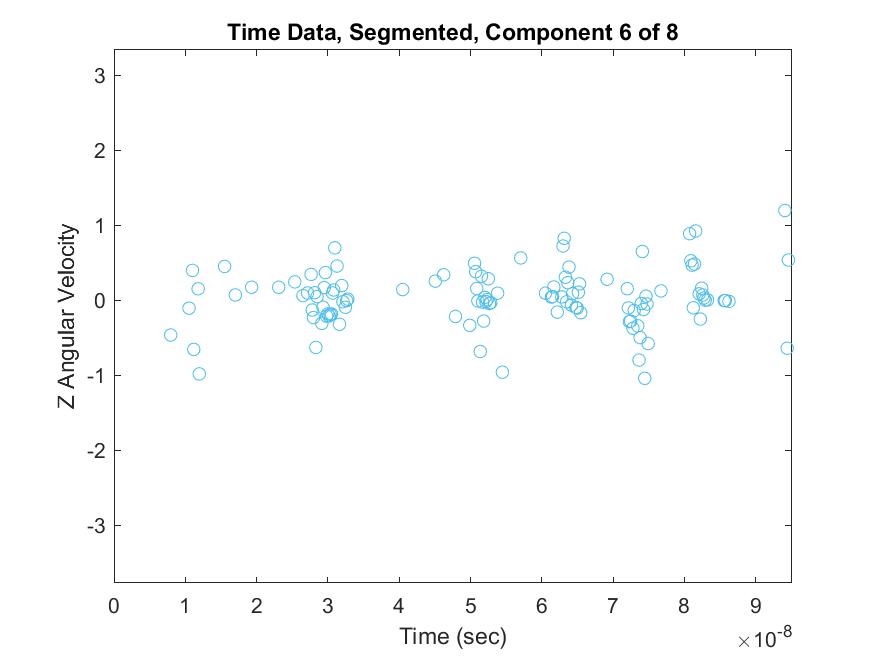 Time Data, Segmented, Component 6 of 8
3
2
1
0
-1
-2
-3
Z Angular Velocity
0 1 2 3 4 5 6 7 8 9
Time (sec)
×10-8